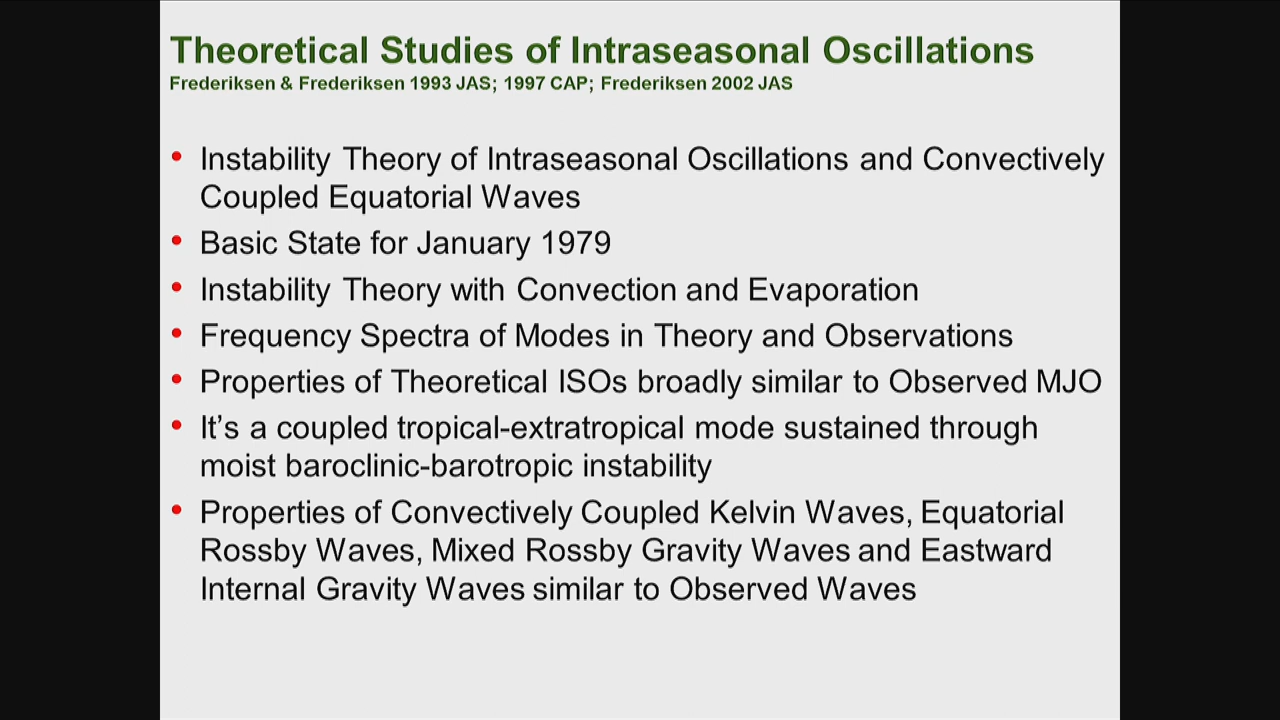 Theoretical Studies of Intraseasonal Oscillations
Frederiksen & Frederiksen 1993 JAS; 1997 CAP; Frederiksen 2002 JAS
• Instability Theory of Intraseasonal Oscillations and Convectively
Coupled Equatorial Waves
• Basic State for January 1979
• Instability Theory with Convection and Evaporation
• Frequency Spectra of Modes in Theory and Observations
• Properties of Theoretical ISOs broadly similar to Observed MJO
• It’s a coupled tropical-extratropical mode sustained through
moist baroclinic-barotropic instability
• Properties of Convectively Coupled Kelvin Waves, Equatorial
Rossby Waves, Mixed Rossby Gravity Waves and Eastward
Internal Gravity Waves similar to Observed Waves